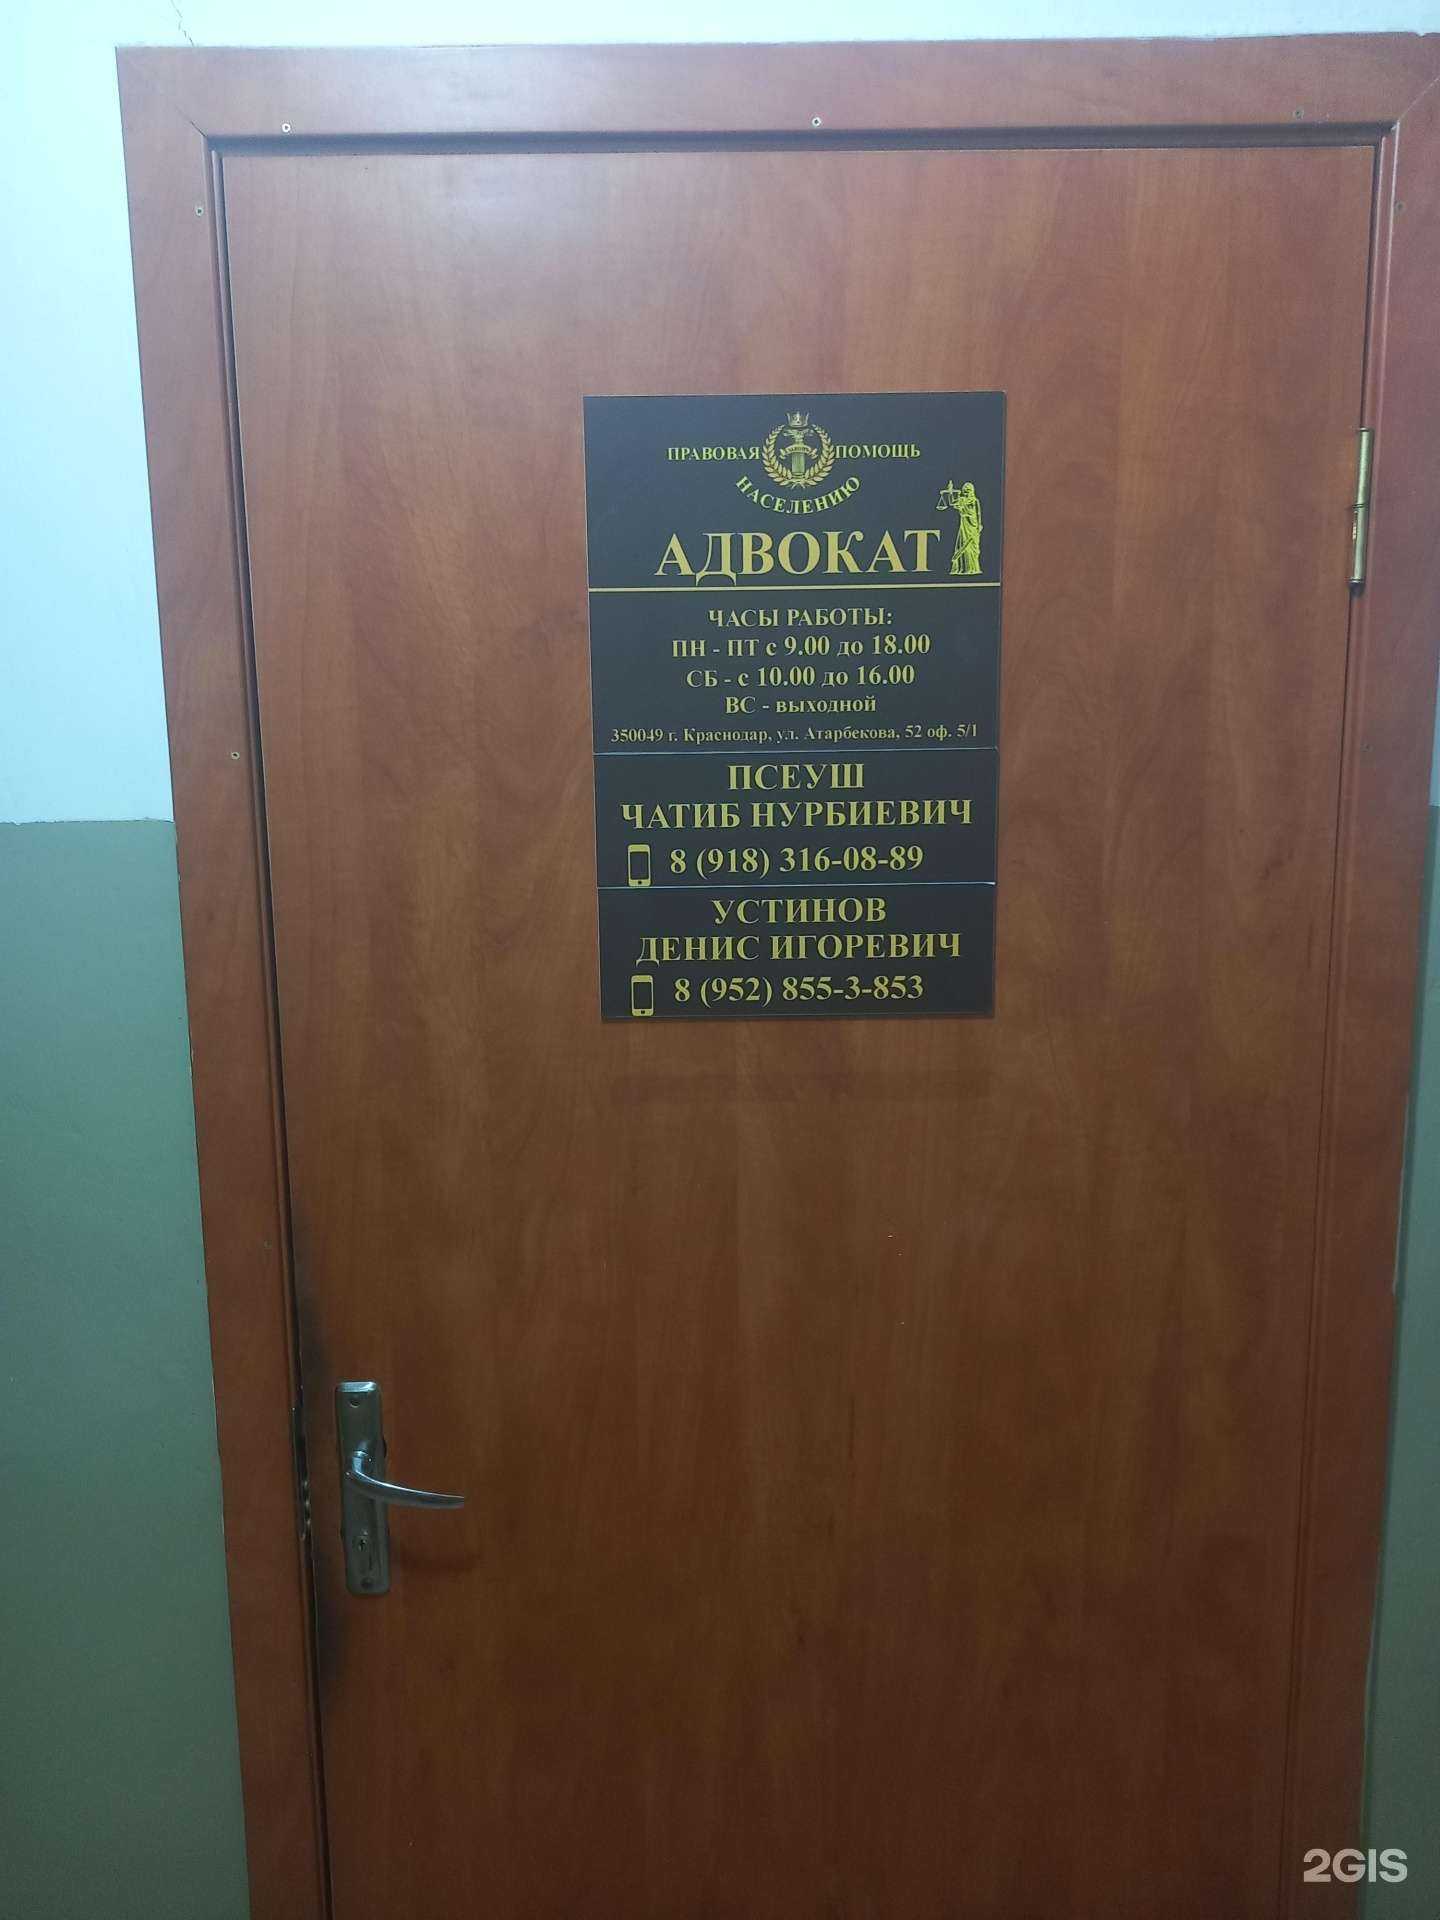 ПРАВОВАЯ ПОМОЩЬ
НАСЕЛЕНИЮ
АДВОКАТ
ЧАСЫ РАБОТЫ:
ПН - ПТ с 9.00 до 18.00
СБ - с 10.00 до 16.00
ВС - выходной
350049 г. Краснодар, ул. Атарбекова, 52 оф. 5/1
ПСЕУШ
ЧАТИБ НУРБИЕВИЧ
8 (918) 316-08-89
УСТИНОВ
ДЕНИС ИГОРЕВИЧ
8 (952) 855-3-853
2GIS